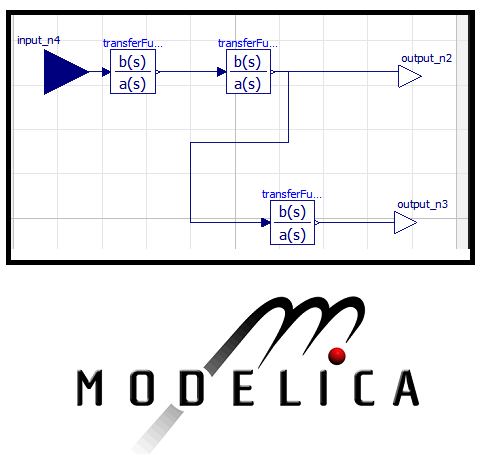 input_n4
transferFu...
transferFu...
output_n2
b(s)
a(s)
b(s)
a(s)
transferFu...
output_n3
b(s)
a(s)
MODELICA